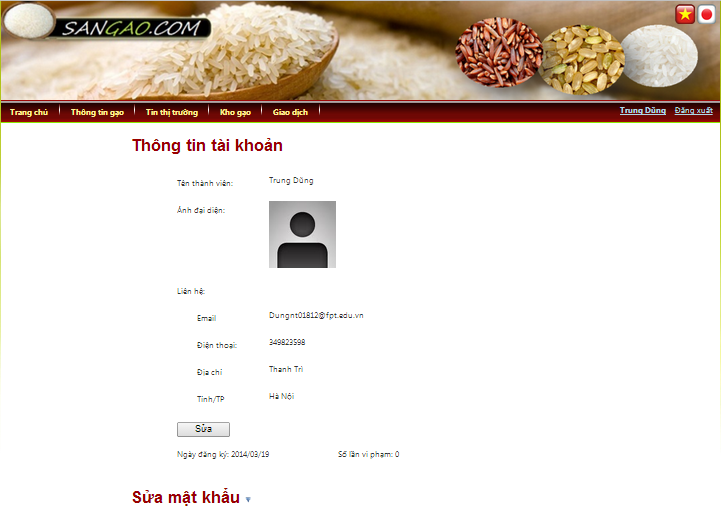 SANGAO.COM
Trang chủ Thông tin gạo Tin thị trường Kho gạo Giao dịch Trung Dũng Đăng xuất
Thông tin tài khoản
Tên thành viên: Trung Dũng
Ảnh đại diện:
Liên hệ:
Email Dungnt01812@fpt.edu.vn
Điện thoại: 349823598
Địa chỉ Thanh Trì
Tỉnh/TP Hà Nội
Sửa
Ngày đăng ký: 2014/03/19 Số lần vi phạm: 0
Sửa mật khẩu